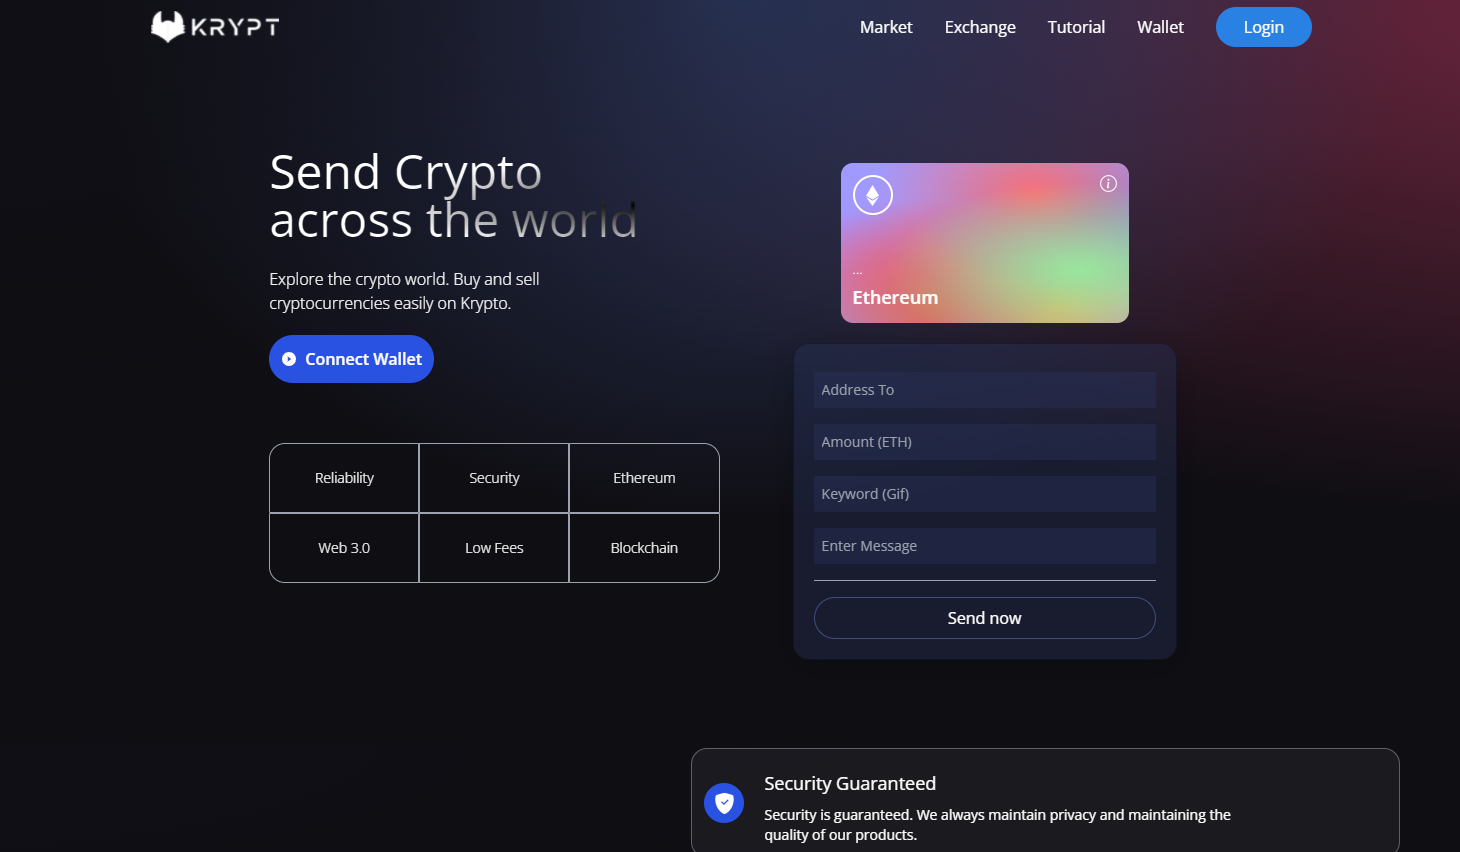 KRYPT
Market
Exchange
Tutorial
Wallet
Login
Send Crypto
across the world
Explore the crypto world. Buy and sell
cryptocurrencies easily on Krypto.
Connect Wallet
Reliability
Security
Ethereum
Web 3.0
Low Fees
Blockchain
i
...
Ethereum
Address To
Amount (ETH)
Keyword (Gif)
Enter Message
Send now
Security Guaranteed
Security is guaranteed. We always maintain privacy and maintaining the
quality of our products.